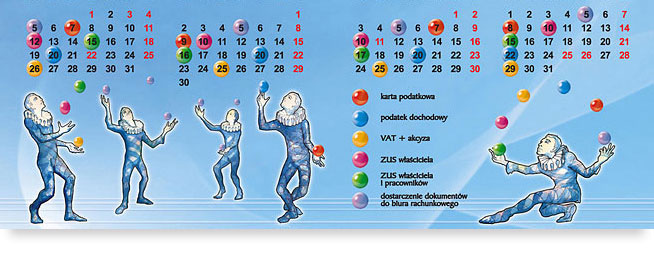 1 2 3 4
5 6 7 8 9 10 11
12 13 14 15 16 17 18
19 20 21 22 23 24 25
26 27 28 29 30 31
1
2 3 4 5 6 7 8
9 10 11 12 13 14 15
16 17 18 19 20 21 22
23 24 25 26 27 28 29
30
1 2
3 4 5 6 7 8 9
10 11 12 13 14 15 16
17 18 19 20 21 22 23
24 25 26 27 28 29 30
1 2 3 4 5 6 7
8 9 10 11 12 13 14
15 16 17 18 19 20 21
22 23 24 25 26 27 28
29 30 31
karta podatkowa
podatek dochodowy
VAT + akcyza
ZUS właściciela
ZUS właściciela
i pracowników
dostarczenie dokumentów
do biura rachunkowego